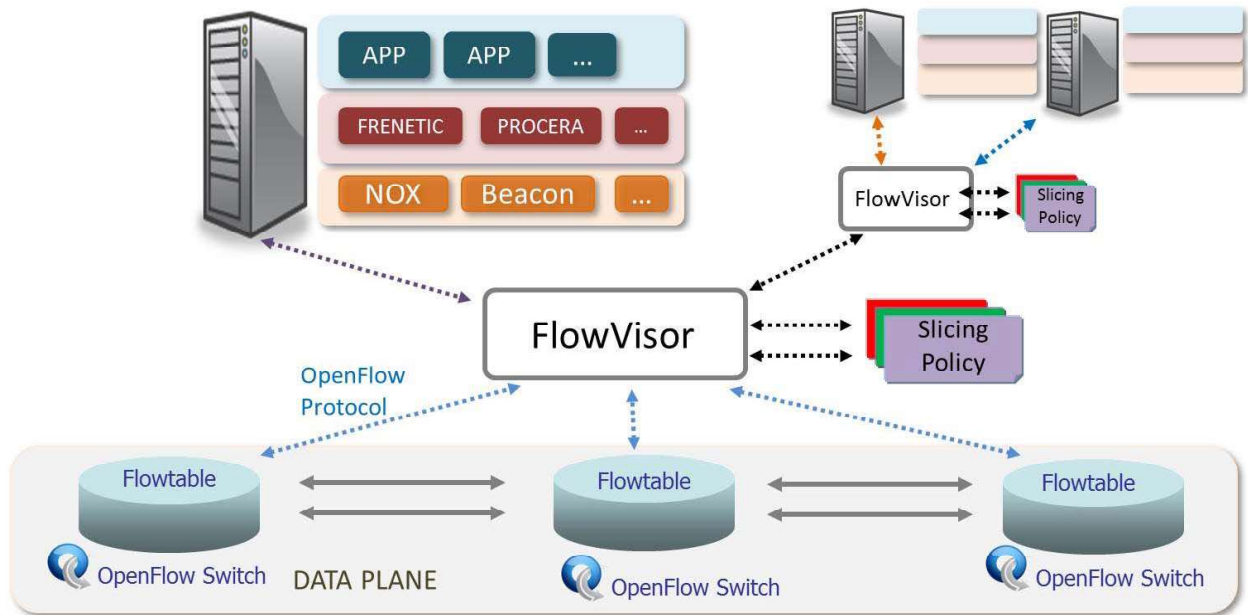 APP APP ...
FRENETIC PROCERA ...
NOX Beacon ...
FlowVisor
Slicing
Policy
FlowVisor
Slicing
Policy
OpenFlow
Protocol
Flowtable
Flowtable
Flowtable
OpenFlow Switch
DATA PLANE
OpenFlow Switch
OpenFlow Switch